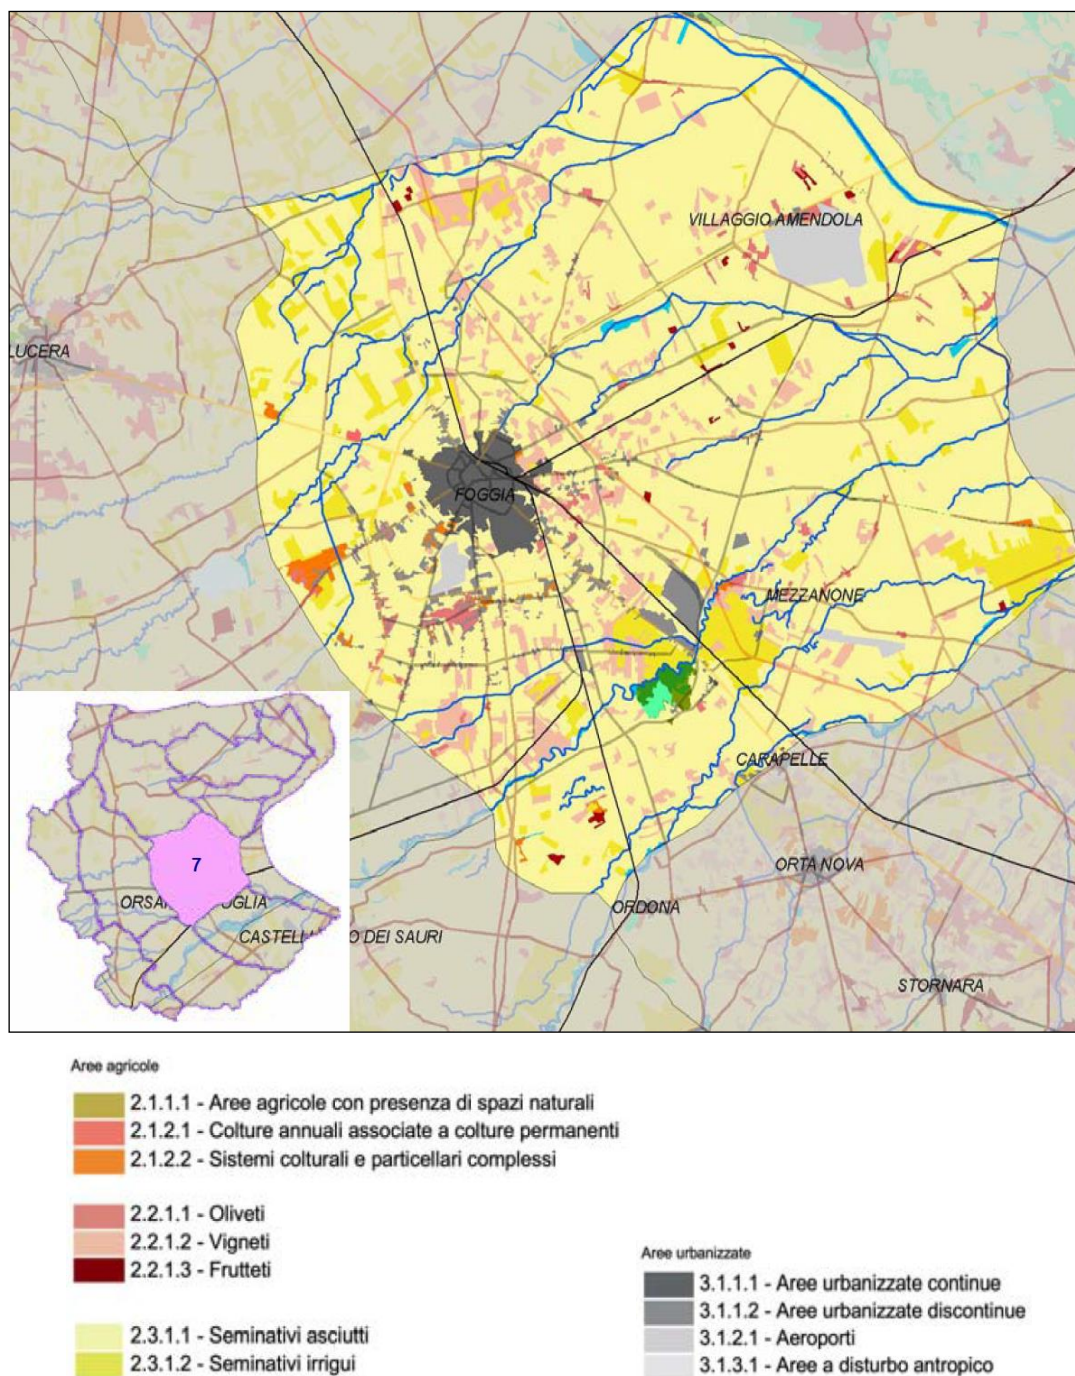 VILLAGGIO AMENDOLA
LUCERA
FOGGIA
MEZZANONE
CARAPELLE
7
ORTA NOVA
ORSA OGLIA
ORDONA
CASTELL O DEI SAURI
STORNARA
Aree agricole
2.1.1.1 - Aree agricole con presenza di spazi naturali
2.1.2.1 - Colture annuali associate a colture permanenti
2.1.2.2 - Sistemi colturali e particellari complessi
2.2.1.1 - Oliveti
2.2.1.2 - Vigneti
2.2.1.3 - Frutteti
2.3.1.1 - Seminativi asciutti
2.3.1.2 - Seminativi irrigui
Aree urbanizzate
3.1.1.1 - Aree urbanizzate continue
3.1.1.2 - Aree urbanizzate discontinue
3.1.2.1 - Aeroporti
3.1.3.1 - Aree a disturbo antropico